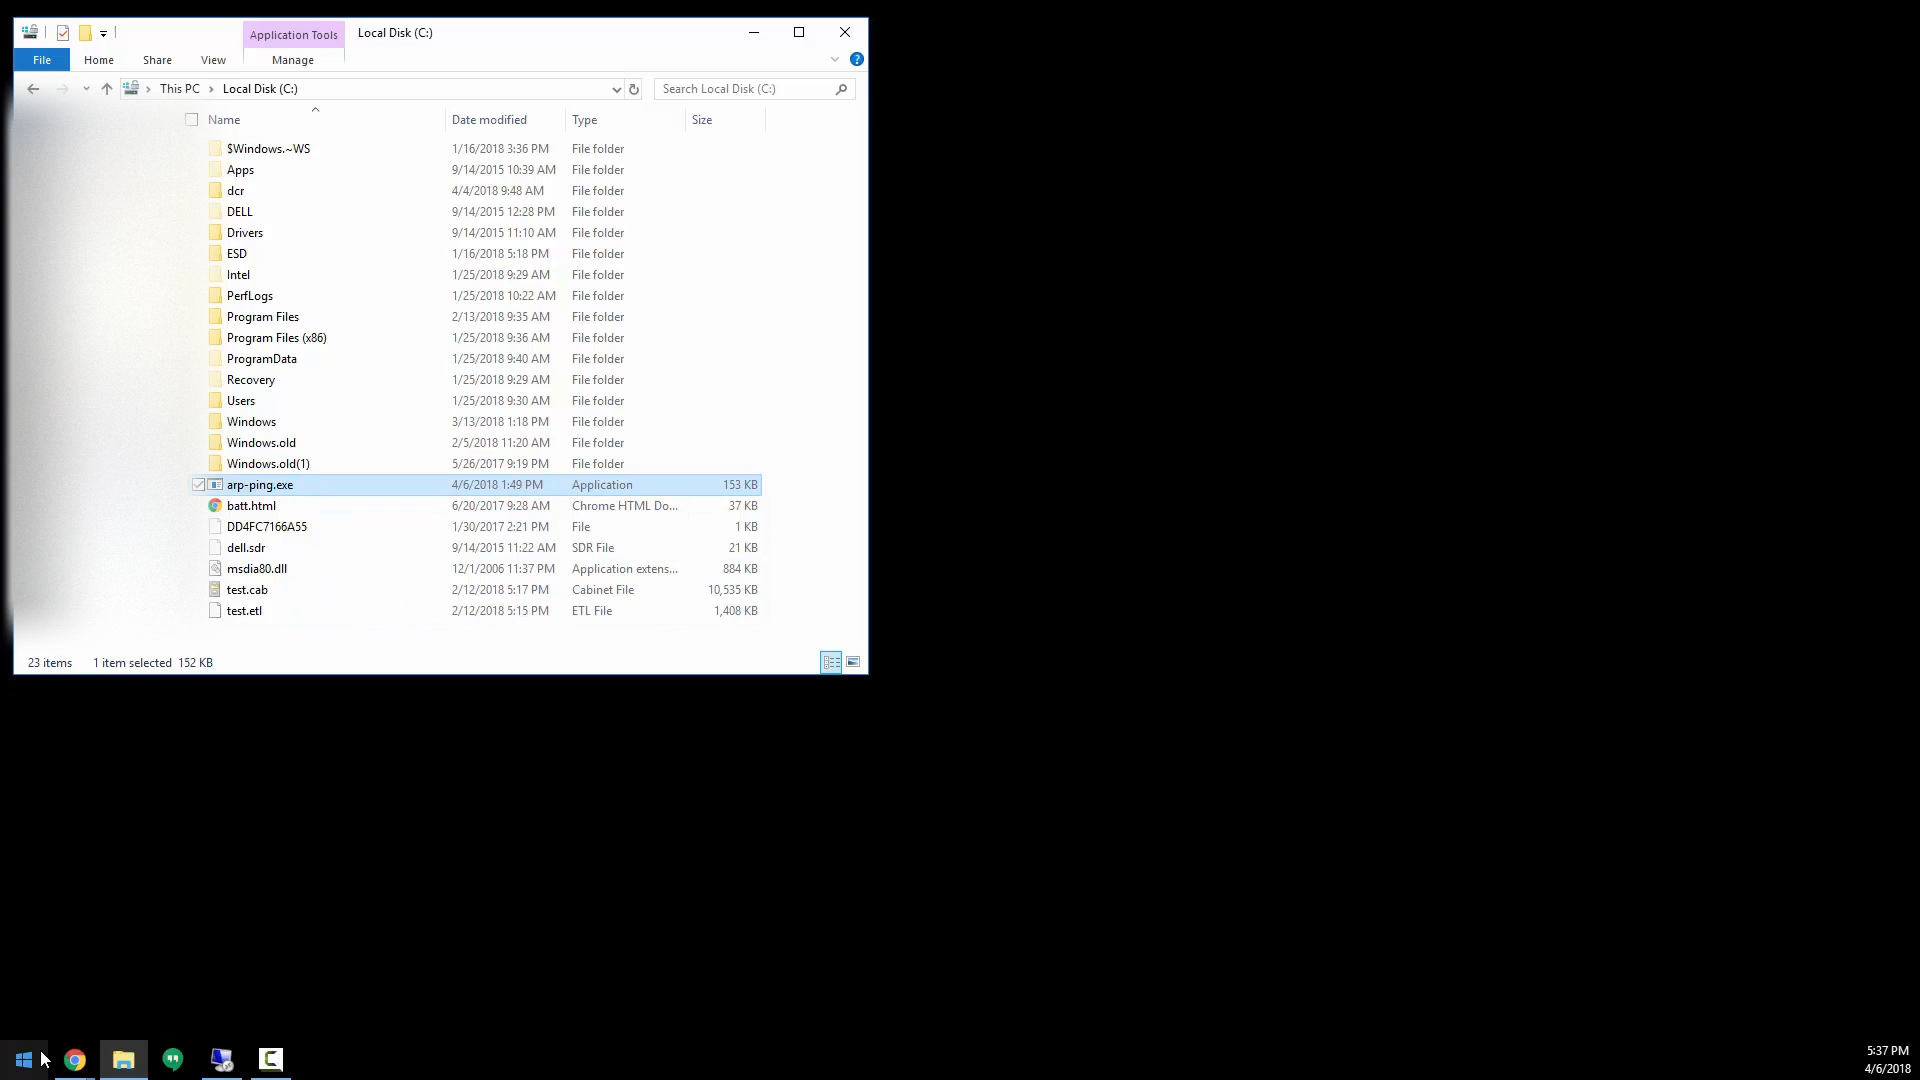 Application Tools Local Disk (C:)
File Home Share View Manage
This PC Local Disk (C:) Search Local Disk (C:)
Name Date modified Type Size
$Windows.~WS 1/16/2018 3:36 PM File folder
Apps 9/14/2015 10:39 AM File folder
dcr 4/4/2018 9:48 AM File folder
DELL 9/14/2015 12:28 PM File folder
Drivers 9/14/2015 11:10 AM File folder
ESD 1/16/2018 5:18 PM File folder
Intel 1/25/2018 9:29 AM File folder
PerfLogs 1/25/2018 10:22 AM File folder
Program Files 2/13/2018 9:35 AM File folder
Program Files (x86) 1/25/2018 9:36 AM File folder
ProgramData 1/25/2018 9:40 AM File folder
Recovery 1/25/2018 9:29 AM File folder
Users 1/25/2018 9:30 AM File folder
Windows 3/13/2018 1:18 PM File folder
Windows.old 2/5/2018 11:20 AM File folder
Windows.old(1) 5/26/2017 9:19 PM File folder
arp-ping.exe 4/6/2018 1:49 PM Application 153 KB
batt.html 6/20/2017 9:28 AM Chrome HTML Do... 37 KB
DD4FC7166A55 1/30/2017 2:21 PM File 1 KB
dell.sdr 9/14/2015 11:22 AM SDR File 21 KB
msdia80.dll 12/1/2006 11:37 PM Application extens... 884 KB
test.cab 2/12/2018 5:17 PM Cabinet File 10,535 KB
test.etl 2/12/2018 5:15 PM ETL File 1,408 KB
23 items 1 item selected 152 KB
5:37 PM
4/6/2018